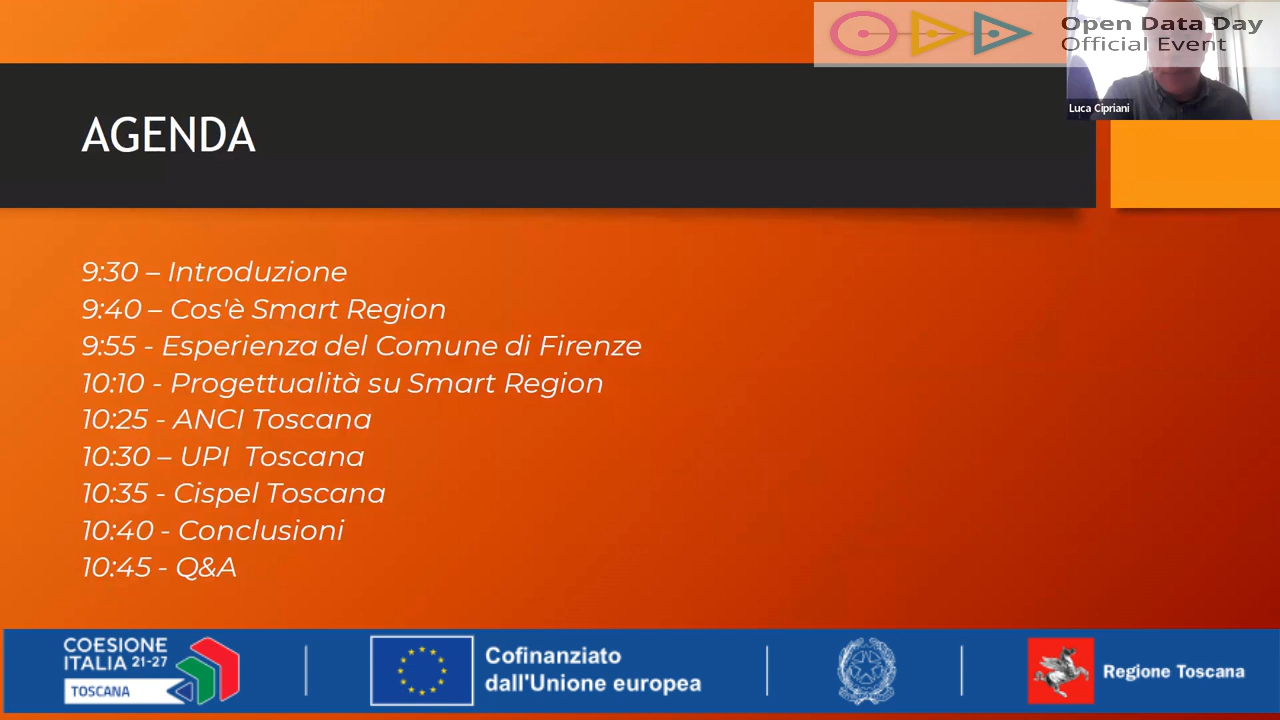 Open Data Day
Official Event
Luca Cipriani
AGENDA
9:30 – Introduzione
9:40 – Cos'è Smart Region
9:55 - Esperienza del Comune di Firenze
10:10 - Progettualità su Smart Region
10:25 - ANCI Toscana
10:30 – UPI  Toscana
10:35 - Cispel Toscana
10:40 - Conclusioni
10:45 - Q&A
COESIONE
ITALIA 21-27
TOSCANA
Cofinanziato
dall'Unione europea
Regione Toscana